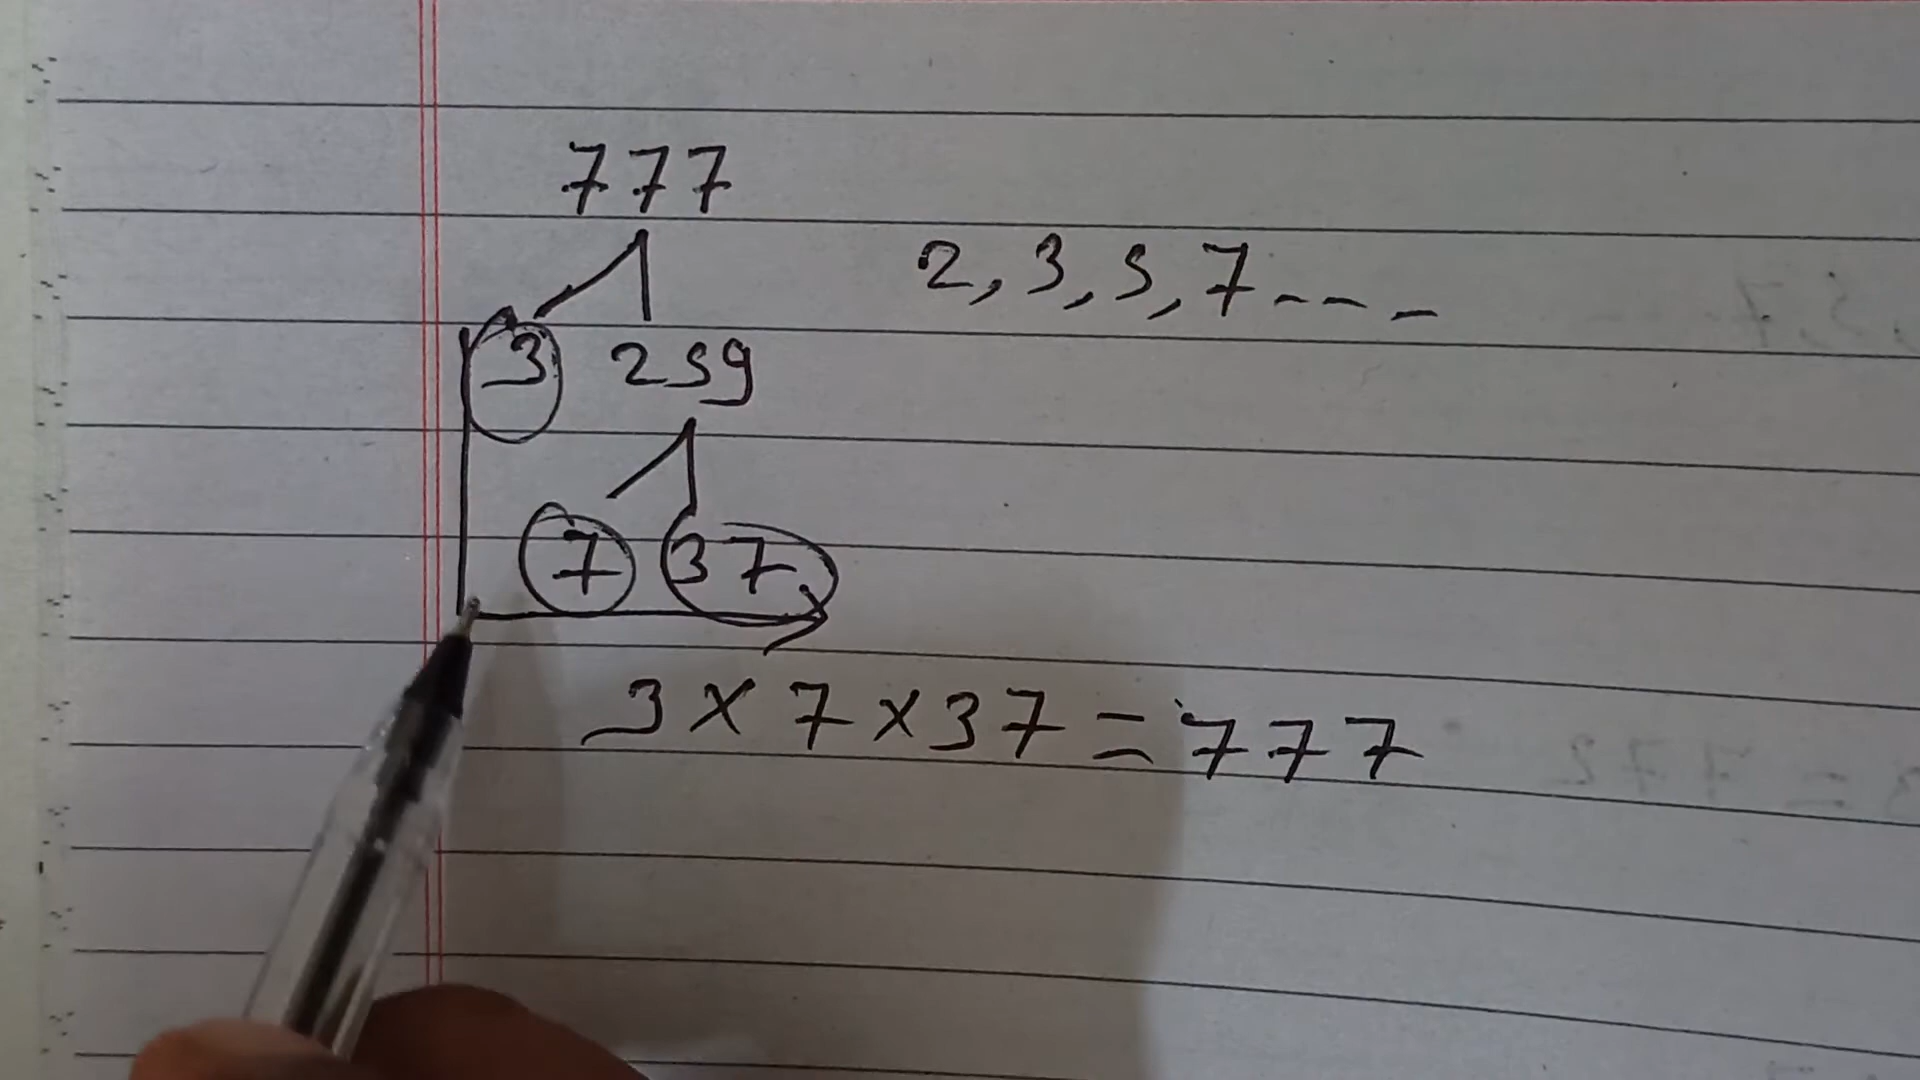 777
2, 3, 5, 7 - - - -
3 259
7 37
3 × 7 × 37 = 777